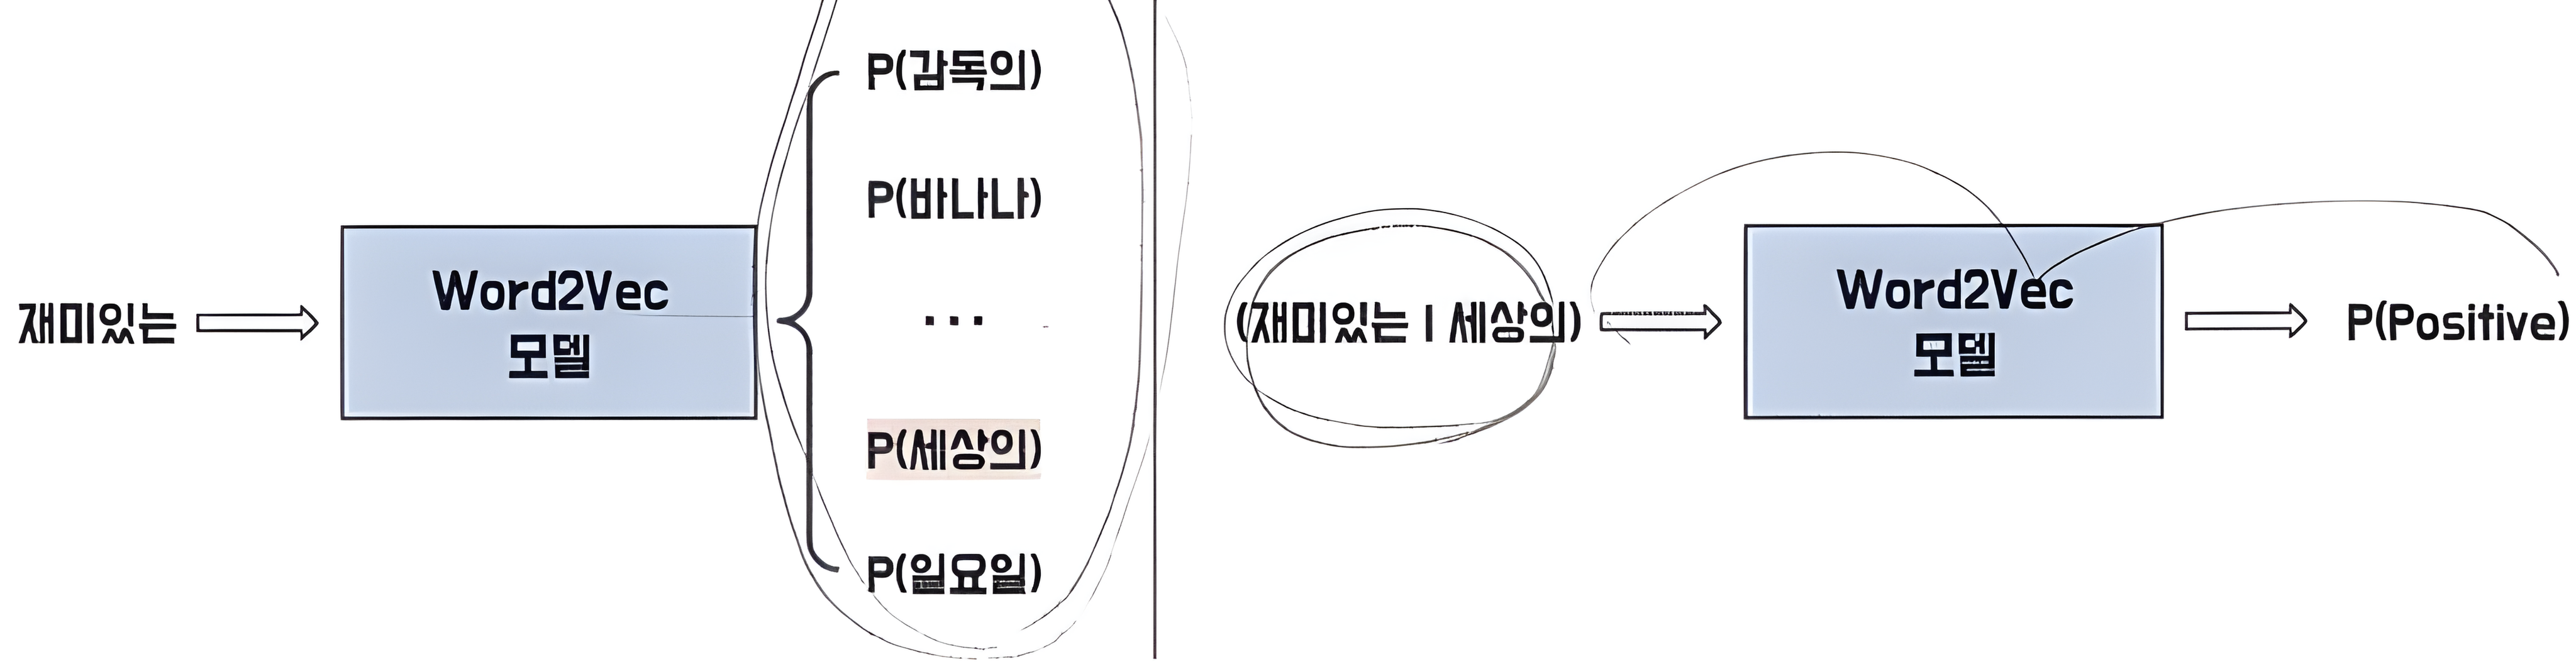 재미있는
Word2Vec
모델
P(감독의)
P(바나나)
...
P(세상의)
P(일요일)
(재미있는 | 세상의)
Word2Vec
모델
P(Positive)